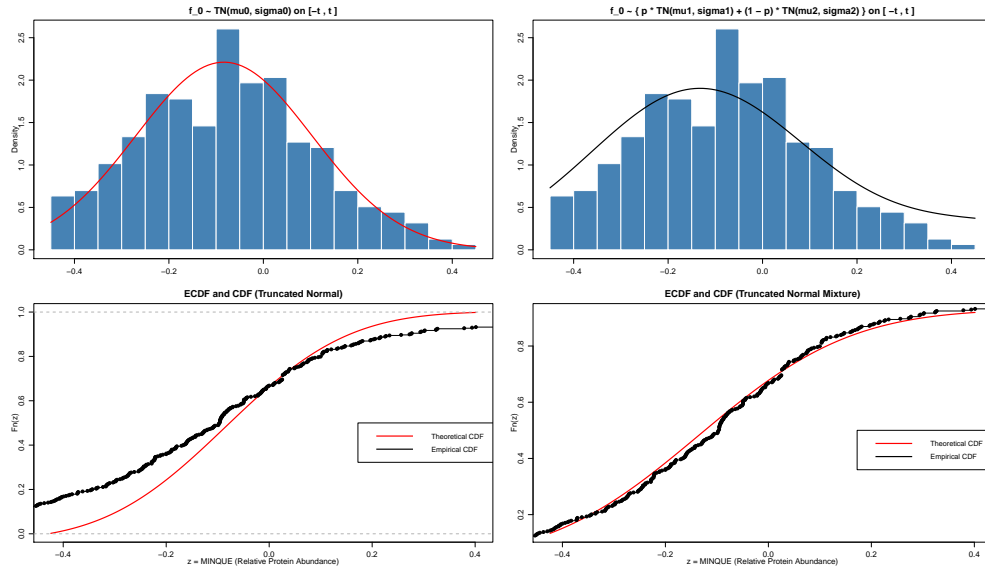 f_0 ~ TN(mu0, sigma0) on [-t , t ]
Density
0.0 0.5 1.0 1.5 2.0 2.5
−0.4 −0.2 0.0 0.2 0.4
f_0 ~ { p * TN(mu1, sigma1) + (1 − p) * TN(mu2, sigma2) } on [ -t , t ]
Density
0.0 0.5 1.0 1.5 2.0 2.5
−0.4 −0.2 0.0 0.2 0.4
ECDF and CDF (Truncated Normal)
Fn(z)
0.0 0.2 0.4 0.6 0.8 1.0
Theoretical CDF
Empirical CDF
−0.4 −0.2 0.0 0.2 0.4
z = MINQUE (Relative Protein Abundance)
ECDF and CDF (Truncated Normal Mixture)
Fn(z)
0.2 0.4 0.6 0.8
Theoretical CDF
Empirical CDF
−0.4 −0.2 0.0 0.2 0.4
z = MINQUE (Relative Protein Abundance)